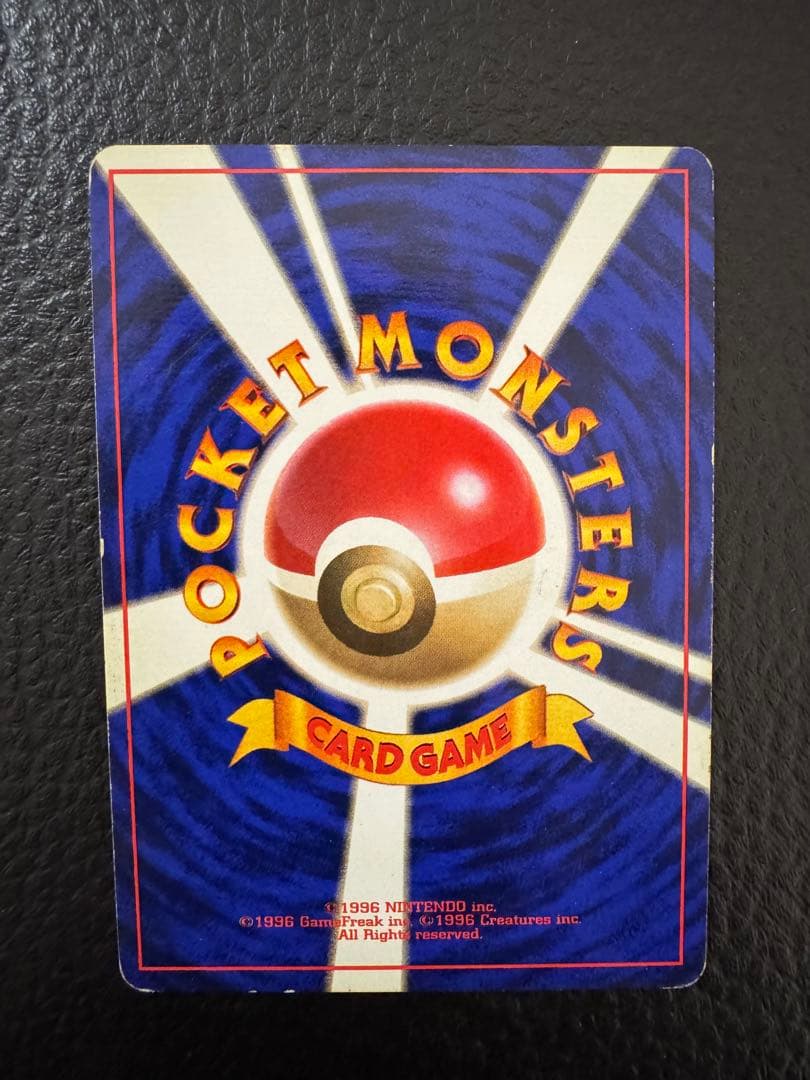 POCKET MONSTERS
CARD GAME
©1996 NINTENDO inc.
©1996 GameFreak inc. ©1996 Creatures inc.
All Rights reserved.